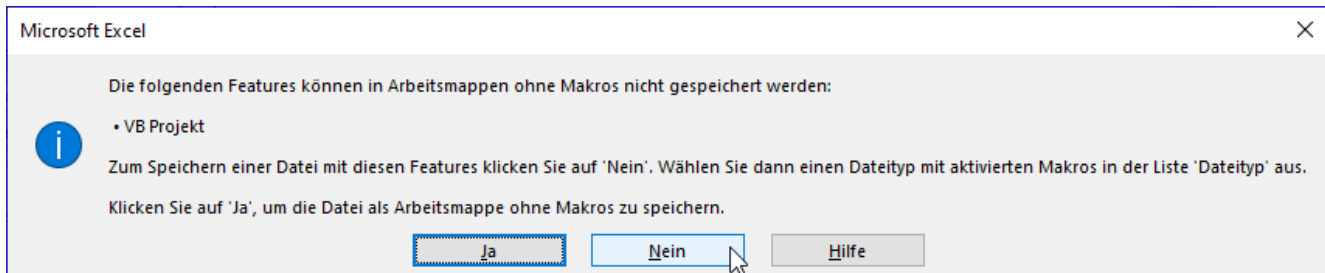 Microsoft Excel
Die folgenden Features können in Arbeitsmappen ohne Makros nicht gespeichert werden:
• VB Projekt
Zum Speichern einer Datei mit diesen Features klicken Sie auf 'Nein'. Wählen Sie dann einen Dateityp mit aktivierten Makros in der Liste 'Dateityp' aus.
Klicken Sie auf 'Ja', um die Datei als Arbeitsmappe ohne Makros zu speichern.
Ja Nein Hilfe